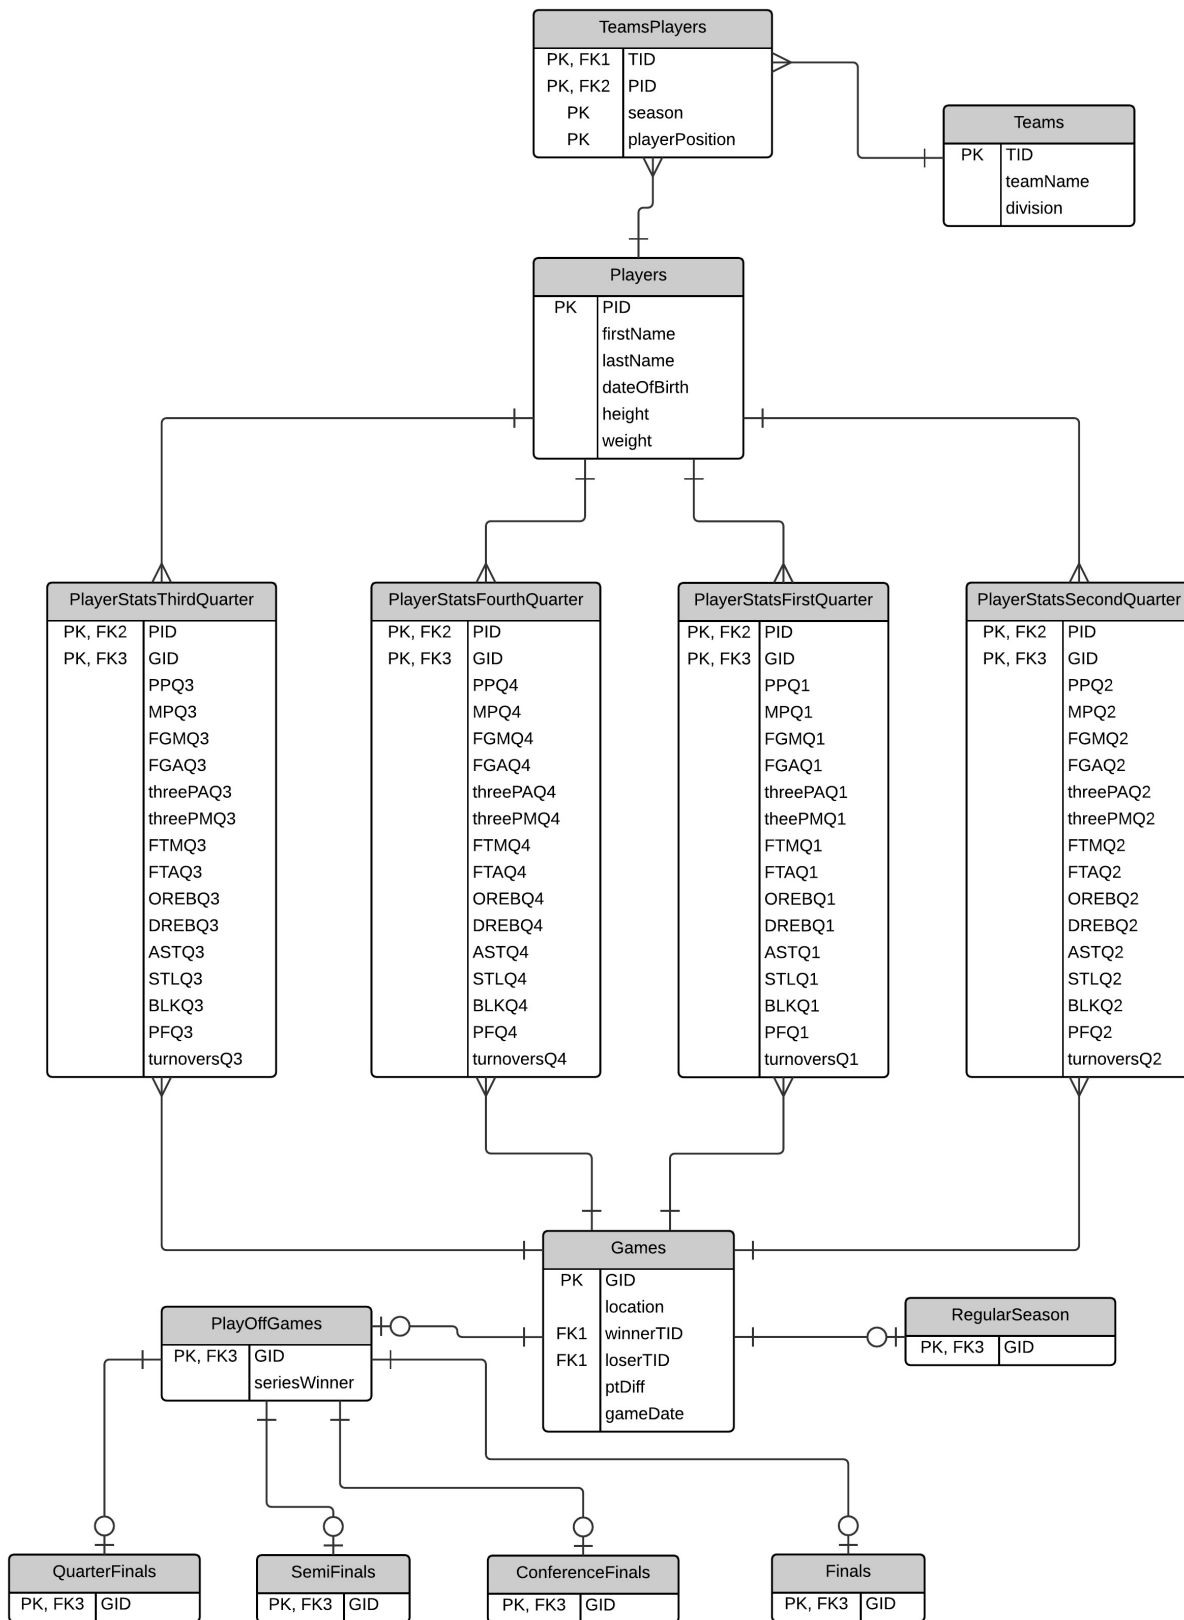 TeamsPlayers
PK, FK1 TID
PK, FK2 PID
PK season
PK playerPosition
Teams
PK TID
teamName
division
Players
PK PID
firstName
lastName
dateOfBirth
height
weight
PlayerStatsThirdQuarter
PK, FK2 PID
PK, FK3 GID
PPQ3
MPQ3
FGMQ3
FGAQ3
threePAQ3
threePMQ3
FTMQ3
FTAQ3
OREBQ3
DREBQ3
ASTQ3
STLQ3
BLKQ3
PFQ3
turnoversQ3
PlayerStatsFourthQuarter
PK, FK2 PID
PK, FK3 GID
PPQ4
MPQ4
FGMQ4
FGAQ4
threePAQ4
threePMQ4
FTMQ4
FTAQ4
OREBQ4
DREBQ4
ASTQ4
STLQ4
BLKQ4
PFQ4
turnoversQ4
PlayerStatsFirstQuarter
PK, FK2 PID
PK, FK3 GID
PPQ1
MPQ1
FGMQ1
FGAQ1
threePAQ1
theePMQ1
FTMQ1
FTAQ1
OREBQ1
DREBQ1
ASTQ1
STLQ1
BLKQ1
PFQ1
turnoversQ1
PlayerStatsSecondQuarter
PK, FK2 PID
PK, FK3 GID
PPQ2
MPQ2
FGMQ2
FGAQ2
threePAQ2
threePMQ2
FTMQ2
FTAQ2
OREBQ2
DREBQ2
ASTQ2
STLQ2
BLKQ2
PFQ2
turnoversQ2
Games
PK GID
location
FK1 winnerTID
FK1 loserTID
ptDiff
gameDate
PlayOffGames
PK, FK3 GID
seriesWinner
RegularSeason
PK, FK3 GID
QuarterFinals
PK, FK3 GID
SemiFinals
PK, FK3 GID
ConferenceFinals
PK, FK3 GID
Finals
PK, FK3 GID